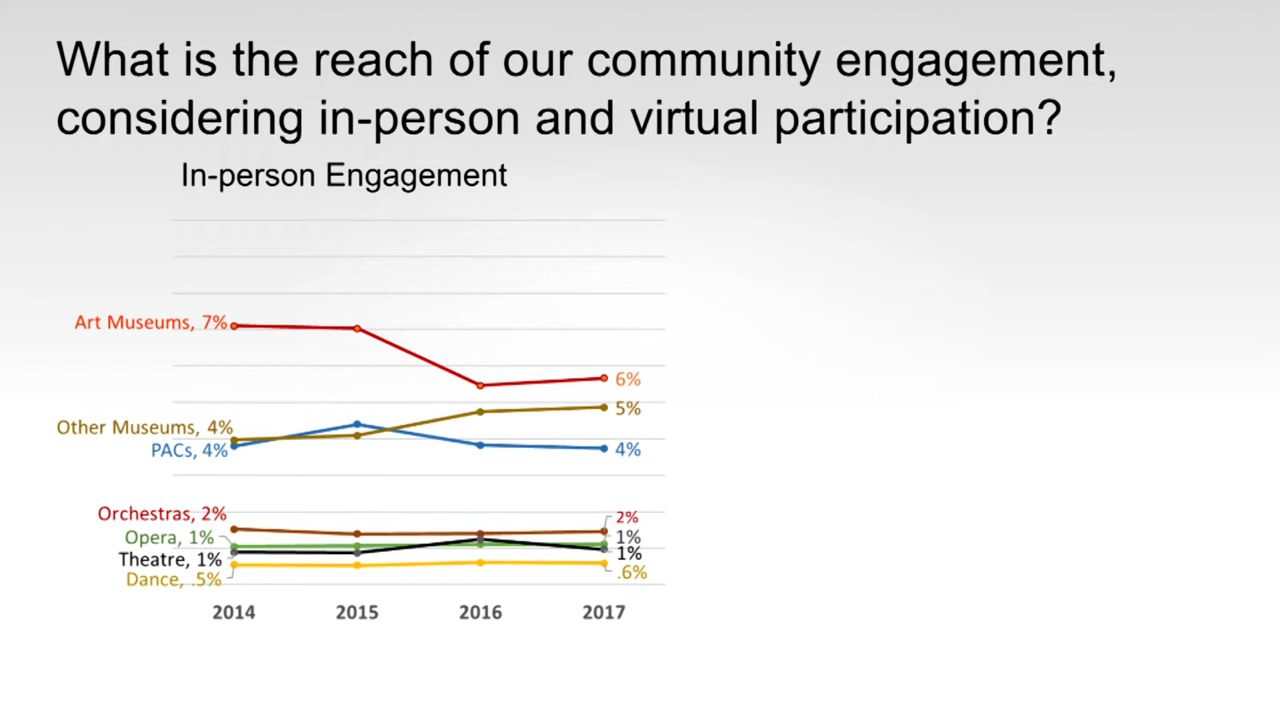 What is the reach of our community engagement,
considering in-person and virtual participation?
In-person Engagement
Art Museums, 7%
6%
5%
Other Museums, 4%
PACs, 4%
4%
Orchestras, 2%
2%
Opera, 1%
1%
Theatre, 1%
1%
Dance, .5%
.6%
2014 2015 2016 2017